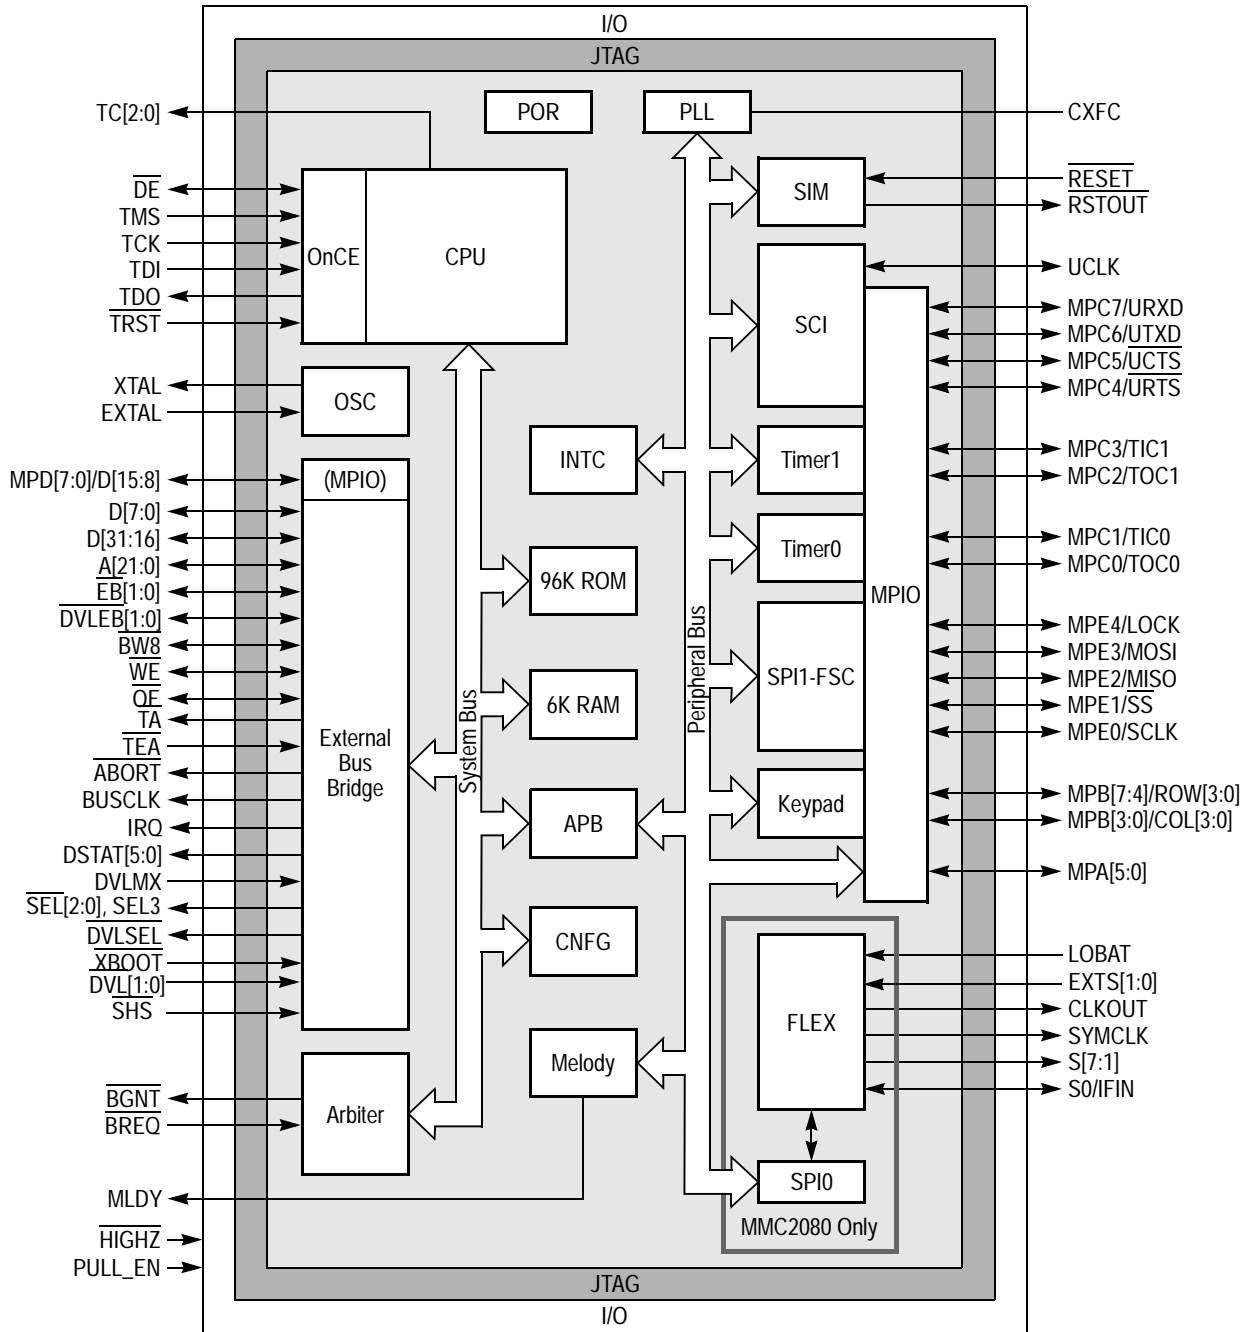 I/O
JTAG
TC[2:0]
POR
PLL
CXFC
DE
TMS
TCK
TDI
TDO
TRST
OnCE
CPU
SIM
RESET
RSTOUT
UCLK
SCI
MPC7/URXD
MPC6/UTXD
MPC5/UCTS
MPC4/URTS
XTAL
EXTAL
OSC
INTC
Timer1
MPC3/TIC1
MPC2/TOC1
MPD[7:0]/D[15:8]
(MPIO)
D[7:0]
D[31:16]
A[21:0]
EB[1:0]
DVLEB[1:0]
BW8
WE
OE
TA
TEA
ABORT
BUSCLK
IRQ
DSTAT[5:0]
DVLMX
SEL[2:0], SEL3
DVLSEL
XBOOT
DVL[1:0]
SHS
External
Bus
Bridge
System Bus
96K ROM
6K RAM
APB
CNFG
Melody
Peripheral Bus
Timer0
MPC1/TIC0
MPC0/TOC0
MPIO
SPI1-FSC
MPE4/LOCK
MPE3/MOSI
MPE2/MISO
MPE1/SS
MPE0/SCLK
Keypad
MPB[7:4]/ROW[3:0]
MPB[3:0]/COL[3:0]
MPA[5:0]
FLEX
LOBAT
EXTS[1:0]
CLKOUT
SYMCLK
S[7:1]
S0/IFIN
BGNT
BREQ
Arbiter
SPI0
MMC2080 Only
MLDY
HIGHZ
PULL_EN
JTAG
I/O